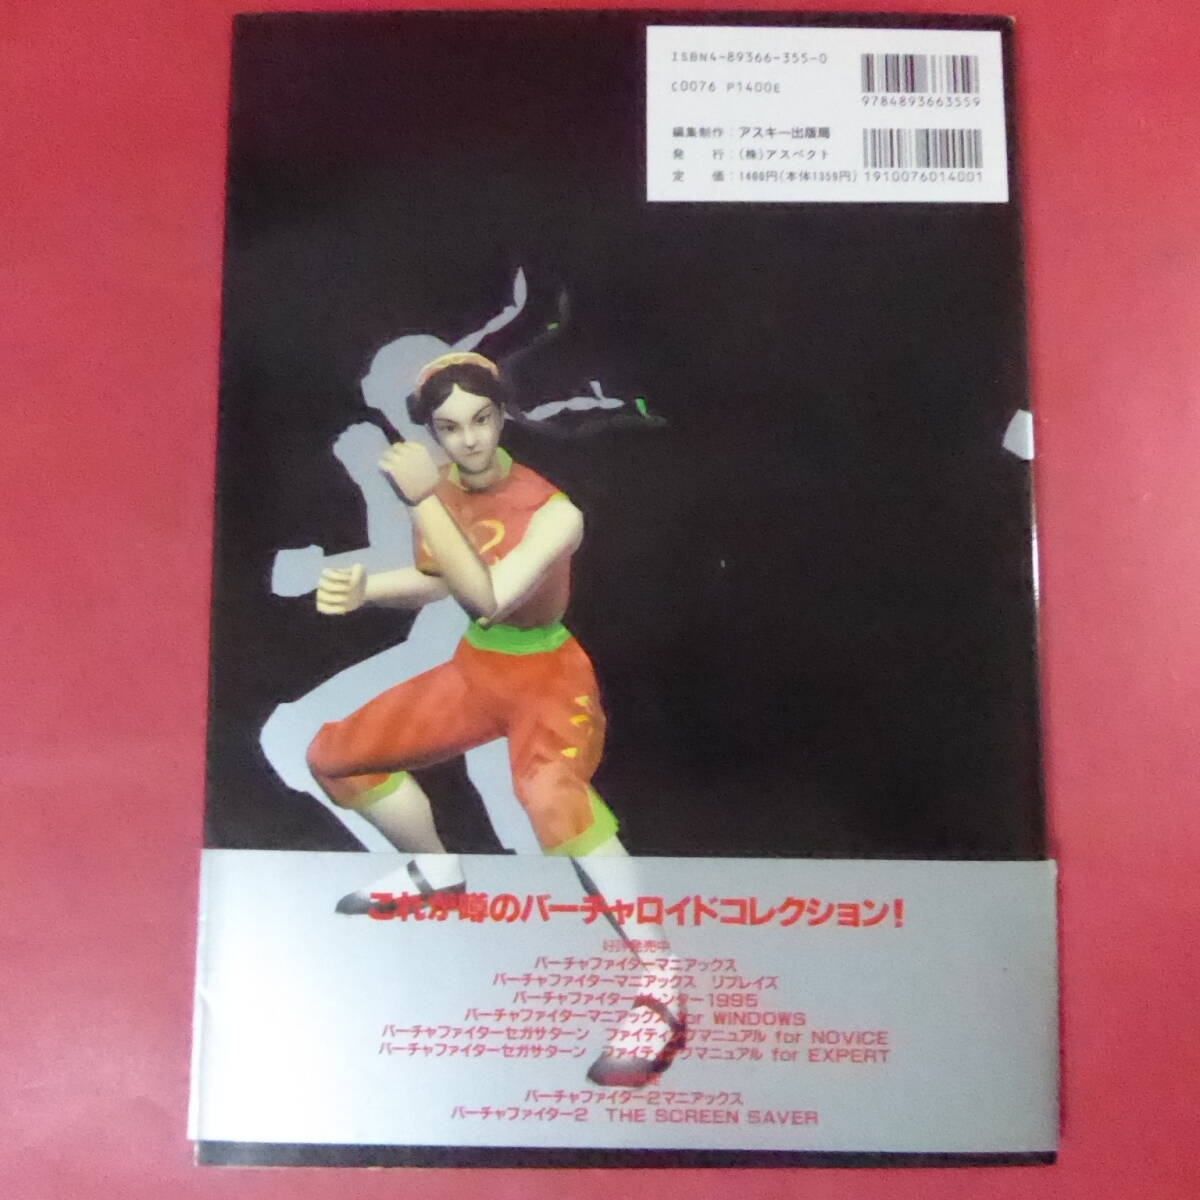 ISBN4-89366-355-0
C0076 P1400E
9784893663559
編集制作：アスキー出版局
発　行：(株)アスペクト
定　価：1400円(本体1359円)
1910076014001
これが噂のバーチャロイドコレクション!
好評発売中
バーチャファイターマニアックス
バーチャファイターマニアックス　リプレイズ
バーチャファイターカレンダー1995
バーチャファイターマニアックス for WINDOWS
バーチャファイターセガサターン　ファイティングマニュアル for NOVICE
バーチャファイターセガサターン　ファイティングマニュアル for EXPERT
バーチャファイター2マニアックス
バーチャファイター2　THE SCREEN SAVER